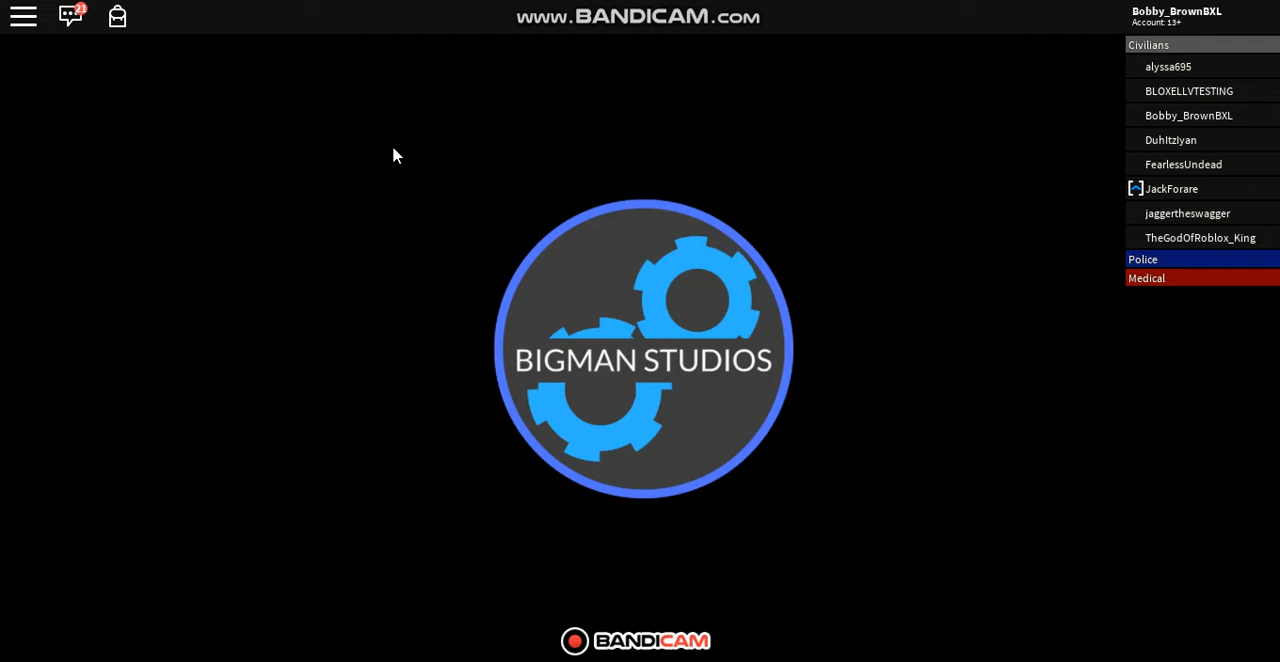 21
www.BANDICAM.com
Bobby_BrownBXL
Account: 13+
Civilians
alyssa695
BLOXELLVTESTING
Bobby_BrownBXL
DuhItzIyan
FearlessUndead
JackForare
jaggertheswagger
TheGodOfRoblox_King
Police
Medical
BIGMAN STUDIOS
BANDICAM